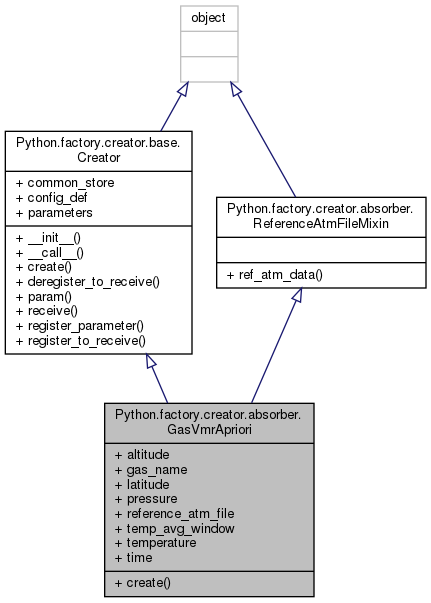 object
Python.factory.creator.base.
Creator
+ common_store
+ config_def
+ parameters
+ __init__()
+ __call__()
+ create()
+ deregister_to_receive()
+ param()
+ receive()
+ register_parameter()
+ register_to_receive()
Python.factory.creator.absorber.
ReferenceAtmFileMixin
+ ref_atm_data()
Python.factory.creator.absorber.
GasVmrApriori
+ altitude
+ gas_name
+ latitude
+ pressure
+ reference_atm_file
+ temp_avg_window
+ temperature
+ time
+ create()